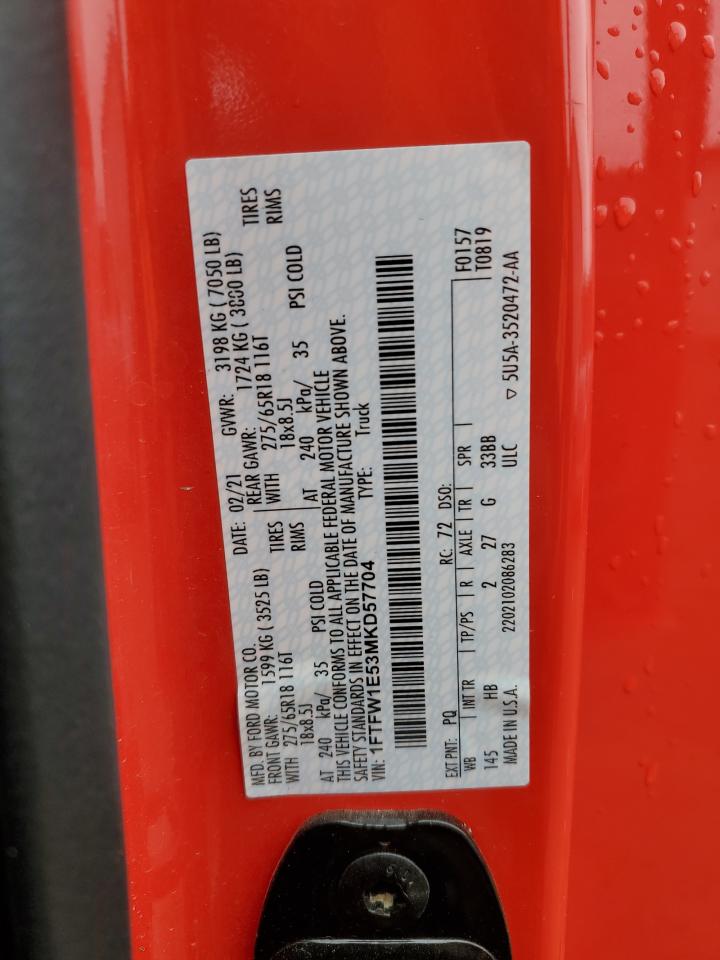 MFD. BY FORD MOTOR CO.
DATE: 02/21 GVWR: 3198 KG ( 7050 LB)
FRONT GAWR: 1599 KG ( 3525 LB) REAR GAWR: 1724 KG ( 3800 LB)
WITH 275/65R18 116T TIRES WITH 275/65R18 116T TIRES
18x8.5J RIMS 18x8.5J RIMS
AT 240 kPa/ 35 PSI COLD AT 240 kPa/ 35 PSI COLD
THIS VEHICLE CONFORMS TO ALL APPLICABLE FEDERAL MOTOR VEHICLE
SAFETY STANDARDS IN EFFECT ON THE DATE OF MANUFACTURE SHOWN ABOVE.
VIN: 1FTFW1E53MKD57704 TYPE: Truck
EXT PNT: PQ RC: 72 DSO: F0157
WB INT TR TP/PS R AXLE TR SPR T0819
145 HB 2 27 G 33BB
MADE IN U.S.A. 2202102086283 ULC ▽ 5U5A-3520472-AA